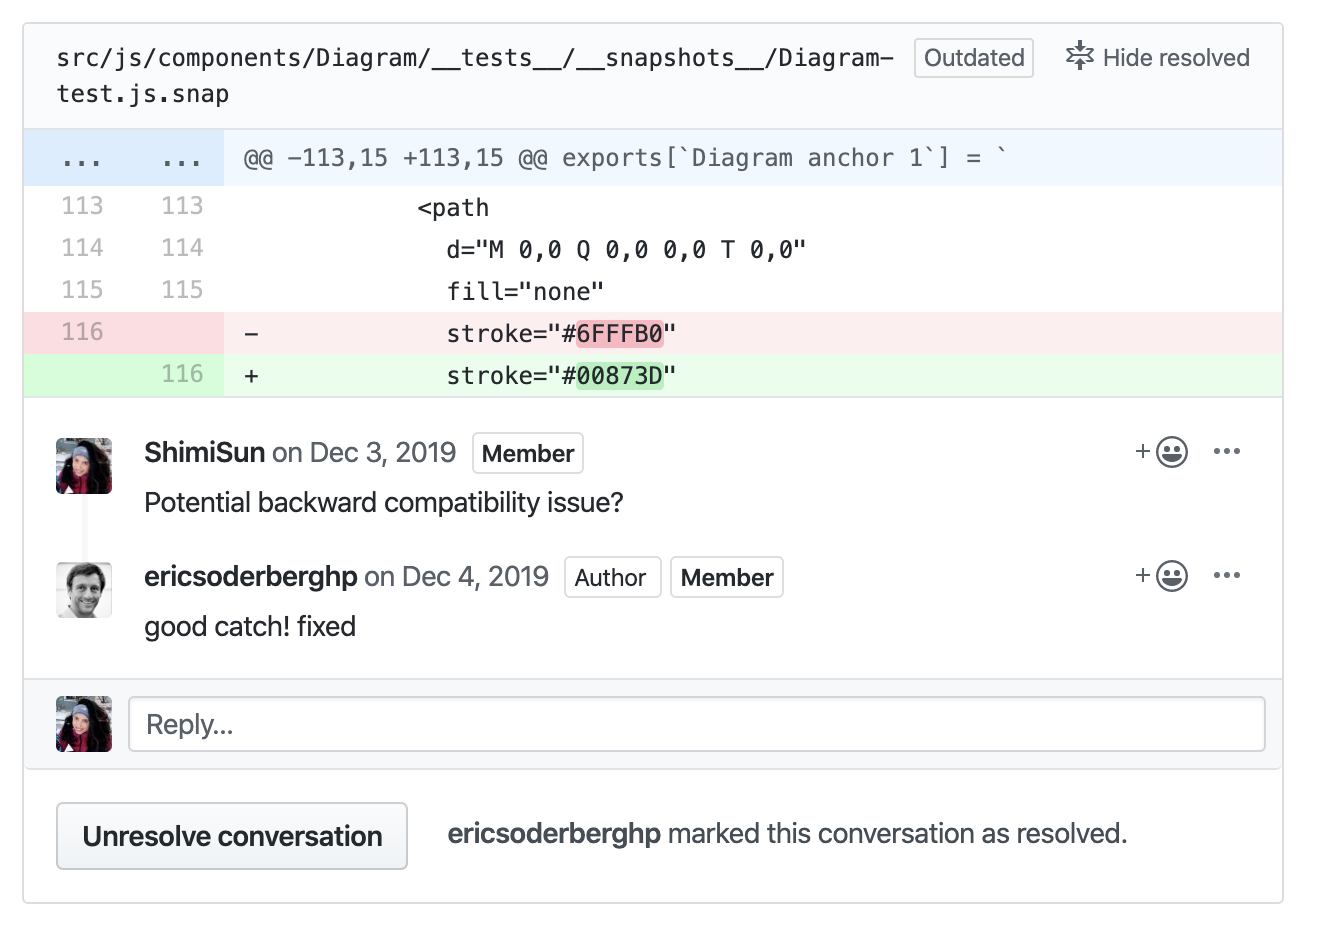 src/js/components/Diagram/__tests__/__snapshots__/Diagram- Outdated Hide resolved
test.js.snap
... ... @@ -113,15 +113,15 @@ exports[`Diagram anchor 1`] = `
113 113 <path
114 114 d="M 0,0 Q 0,0 0,0 T 0,0"
115 115 fill="none"
116 - stroke="#6FFFB0"
116 + stroke="#00873D"
ShimiSun on Dec 3, 2019 Member
Potential backward compatibility issue?
ericsoderberghp on Dec 4, 2019 Author Member
good catch! fixed
Reply...
Unresolve conversation ericsoderberghp marked this conversation as resolved.